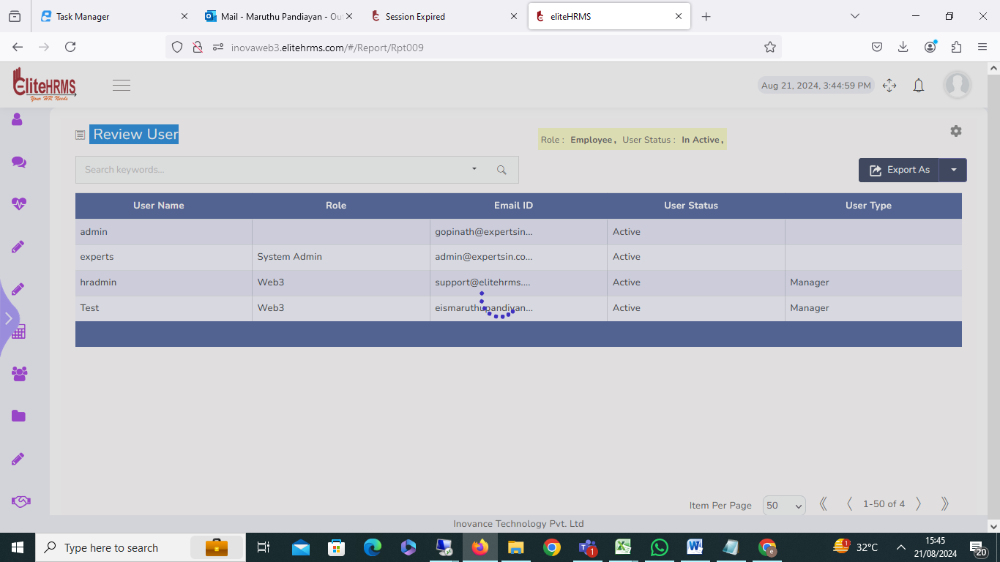 Task Manager
Mail - Maruthu Pandiayan - Ou
Session Expired
eliteHRMS
inovaweb3.elitehrms.com/#/Report/Rpt009
EliteHRMS
Your HR Needs
Aug 21, 2024, 3:44:59 PM
Review User
Role : Employee , User Status : In Active ,
Search keywords...
Export As
User Name Role Email ID User Status User Type
admin gopinath@expertsin... Active
experts System Admin admin@expertsin.co... Active
hradmin Web3 support@elitehrms.... Active Manager
Test Web3 eismaruthupandiyan... Active Manager
Item Per Page 50 1-50 of 4
Inovance Technology Pvt. Ltd
Type here to search
1
1
32°C
15:45
21/08/2024
20